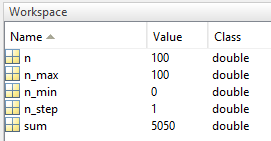 Workspace
Name Value Class
n 100 double
n_max 100 double
n_min 0 double
n_step 1 double
sum 5050 double